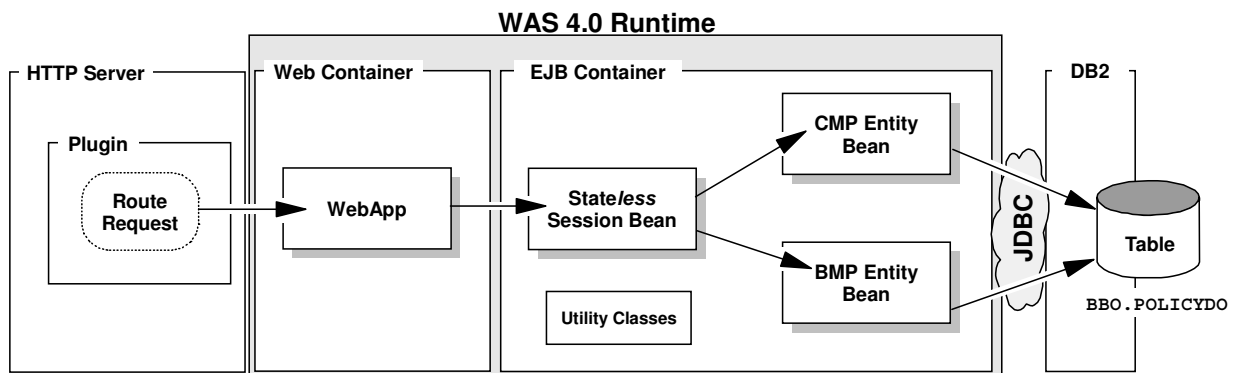 WAS 4.0 Runtime
HTTP Server
Web Container
EJB Container
DB2
Plugin
Route
Request
WebApp
Stateless
Session Bean
CMP Entity
Bean
BMP Entity
Bean
Utility Classes
JDBC
Table
BBO.POLICYDO